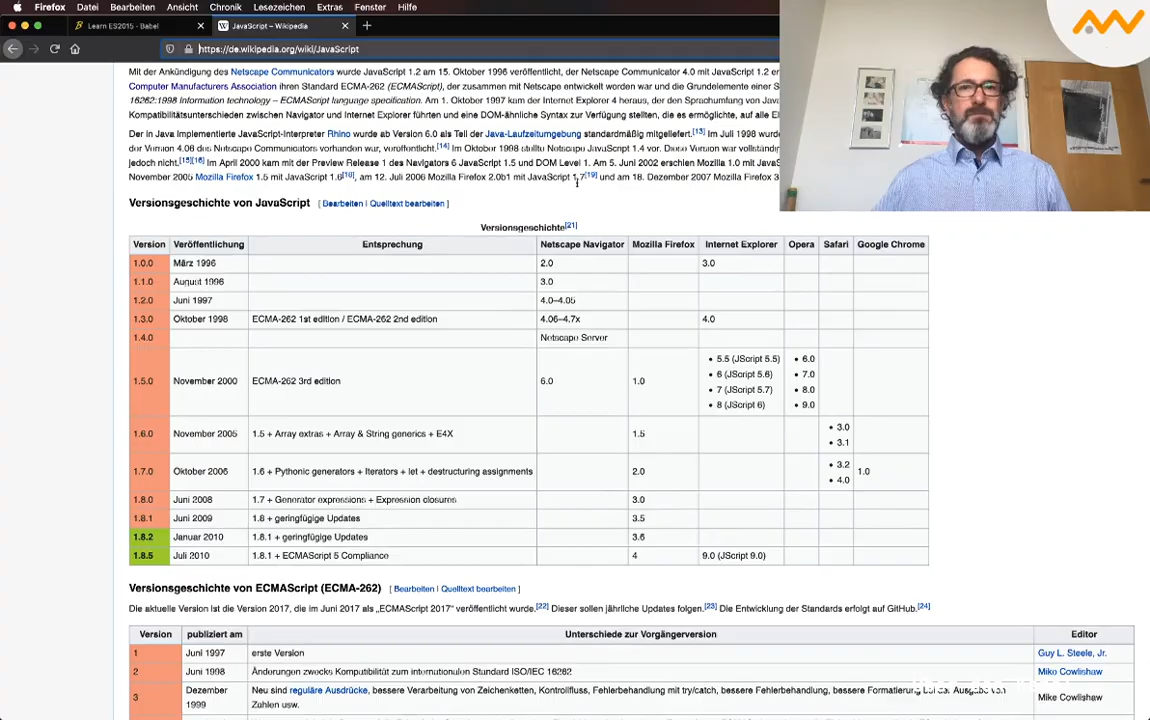 Firefox Datei Bearbeiten Ansicht Chronik Lesezeichen Extras Fenster Hilfe
Learn ES2015 · Babel
JavaScript – Wikipedia
https://de.wikipedia.org/wiki/JavaScript
Mit der Ankündigung des Netscape Communicators wurde JavaScript 1.2 am 15. Oktober 1996 veröffentlicht, der Netscape Communicator 4.0 mit JavaScript 1.2 er
Computer Manufacturers Association ihren Standard ECMA-262 (ECMAScript), der zusammen mit Netscape entwickelt worden war und die Grundelemente einer S
16262:1998 Information technology – ECMAScript language specification. Am 1. Oktober 1997 kam der Internet Explorer 4 heraus, der den Sprachumfang von Java
Kompatibilitätsunterschieden zwischen Navigator und Internet Explorer führten und eine DOM-ähnliche Syntax zur Verfügung stellten, die es ermöglichte, auf alle El
Der in Java implementierte JavaScript-Interpreter Rhino wurde ab Version 6.0 als Teil der Java-Laufzeitumgebung standardmäßig mitgeliefert.[13] Im Juli 1998 wurde
der Version 4.06 des Netscape Communicators vorhanden war, veröffentlicht.[14] Im Oktober 1998 stellte Netscape JavaScript 1.4 vor. Diese Version war vollständig
jedoch nicht.[15][16] Im April 2000 kam mit der Preview Release 1 des Navigators 6 JavaScript 1.5 und DOM Level 1. Am 5. Juni 2002 erschien Mozilla 1.0 mit JavaS
November 2005 Mozilla Firefox 1.5 mit JavaScript 1.6[18], am 12. Juli 2006 Mozilla Firefox 2.0b1 mit JavaScript 1.7[19] und am 18. Dezember 2007 Mozilla Firefox 3
Versionsgeschichte von JavaScript [ Bearbeiten | Quelltext bearbeiten ]
Versionsgeschichte[21]
Version Veröffentlichung Entsprechung Netscape Navigator Mozilla Firefox Internet Explorer Opera Safari Google Chrome
1.0.0 März 1996 2.0 3.0
1.1.0 August 1996 3.0
1.2.0 Juni 1997 4.0–4.05
1.3.0 Oktober 1998 ECMA-262 1st edition / ECMA-262 2nd edition 4.06–4.7x 4.0
1.4.0 Netscape Server
1.5.0 November 2000 ECMA-262 3rd edition 6.0 1.0
• 5.5 (JScript 5.5) • 6.0
• 6 (JScript 5.6) • 7.0
• 7 (JScript 5.7) • 8.0
• 8 (JScript 6) • 9.0
1.6.0 November 2005 1.5 + Array extras + Array & String generics + E4X 1.5
• 3.0
• 3.1
1.7.0 Oktober 2006 1.6 + Pythonic generators + Iterators + let + destructuring assignments 2.0
• 3.2
• 4.0
1.0
1.8.0 Juni 2008 1.7 + Generator expressions + Expression closures 3.0
1.8.1 Juni 2009 1.8 + geringfügige Updates 3.5
1.8.2 Januar 2010 1.8.1 + geringfügige Updates 3.6
1.8.5 Juli 2010 1.8.1 + ECMAScript 5 Compliance 4 9.0 (JScript 9.0)
Versionsgeschichte von ECMAScript (ECMA-262) [ Bearbeiten | Quelltext bearbeiten ]
Die aktuelle Version ist die Version 2017, die im Juni 2017 als „ECMAScript 2017“ veröffentlicht wurde.[22] Dieser sollen jährliche Updates folgen.[23] Die Entwicklung der Standards erfolgt auf GitHub.[24]
Version publiziert am Unterschiede zur Vorgängerversion Editor
1 Juni 1997 erste Version Guy L. Steele, Jr.
2 Juni 1998 Änderungen zwecks Kompatibilität zum internationalen Standard ISO/IEC 16262 Mike Cowlishaw
3 Dezember 1999 Neu sind reguläre Ausdrücke, bessere Verarbeitung von Zeichenketten, Kontrollfluss, Fehlerbehandlung mit try/catch, bessere Fehlerbehandlung, bessere Formatierung bei der Ausgabe von Zahlen usw. Mike Cowlishaw